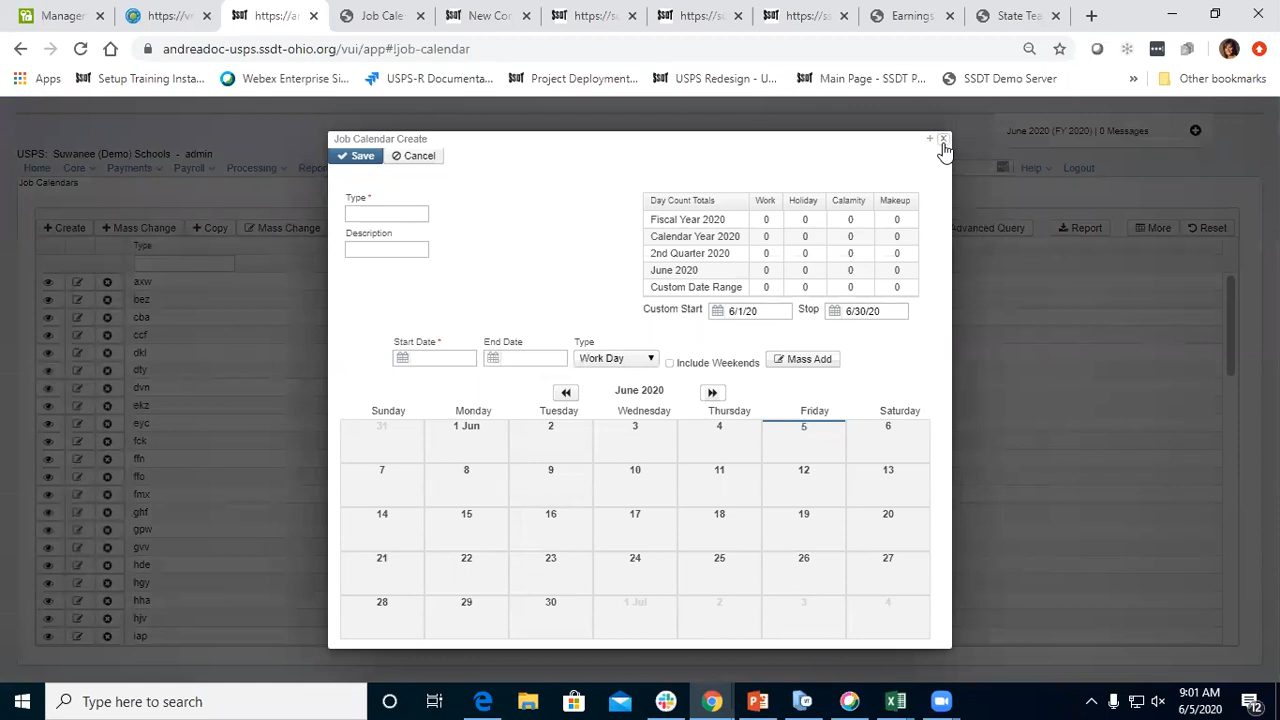 Manager
https://w
https://ar
Job Cale
New Cor
https://su
https://
https://s
Earnings
State Tea
andreadoc-usps.ssdt-ohio.org/vui/app#!job-calendar
Apps
Setup Training Insta...
Webex Enterprise Si...
USPS-R Documenta...
Project Deployment...
USPS Redesign - U...
Main Page - SSDT P...
SSDT Demo Server
»
Other bookmarks
June 2020 (FY 2020) | 0 Messages
USPS: Suwanee (Demo) Schools - admin
Home Core Payments Payroll Processing Repor Help Logout
Job Calendars
Create Mass Change Copy Mass Change Advanced Query Report More Reset
Type
axw
bez
cba
ccf
dkl
dty
dvn
ekz
eyc
fck
ffn
ffo
fmx
ghf
gpw
gvv
hde
hgy
hha
hjv
iap
Job Calendar Create
Save Cancel
Type *
Description
Day Count Totals Work Holiday Calamity Makeup
Fiscal Year 2020 0 0 0 0
Calendar Year 2020 0 0 0 0
2nd Quarter 2020 0 0 0 0
June 2020 0 0 0 0
Custom Date Range 0 0 0 0
Custom Start 6/1/20 Stop 6/30/20
Start Date * End Date Type
Work Day Include Weekends Mass Add
June 2020
Sunday Monday Tuesday Wednesday Thursday Friday Saturday
31 1 Jun 2 3 4 5 6
7 8 9 10 11 12 13
14 15 16 17 18 19 20
21 22 23 24 25 26 27
28 29 30 1 Jul 2 3 4
Type here to search
9:01 AM
6/5/2020
12